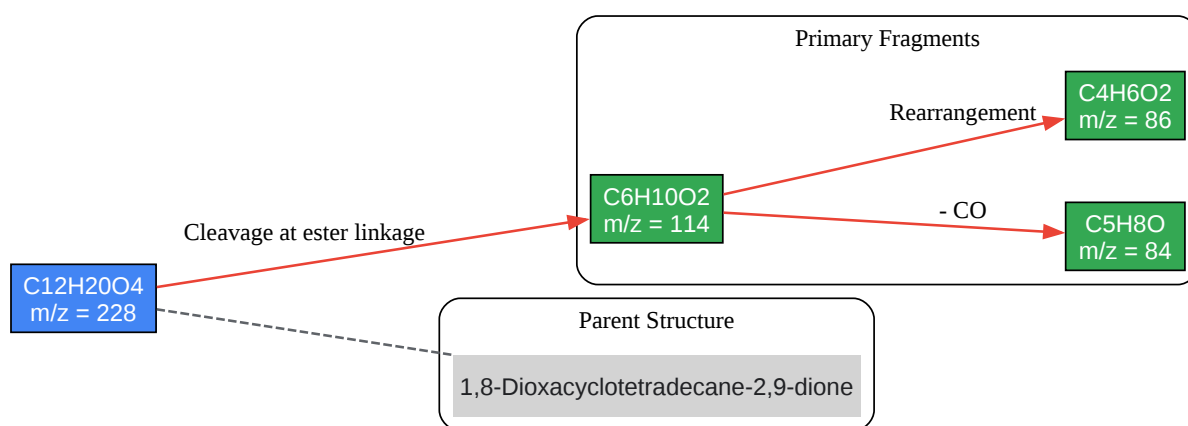 Primary Fragments
C4H6O2
m/z = 86
Rearrangement
C6H10O2
m/z = 114
- CO
C5H8O
m/z = 84
Cleavage at ester linkage
C12H20O4
m/z = 228
Parent Structure
1,8-Dioxacyclotetradecane-2,9-dione